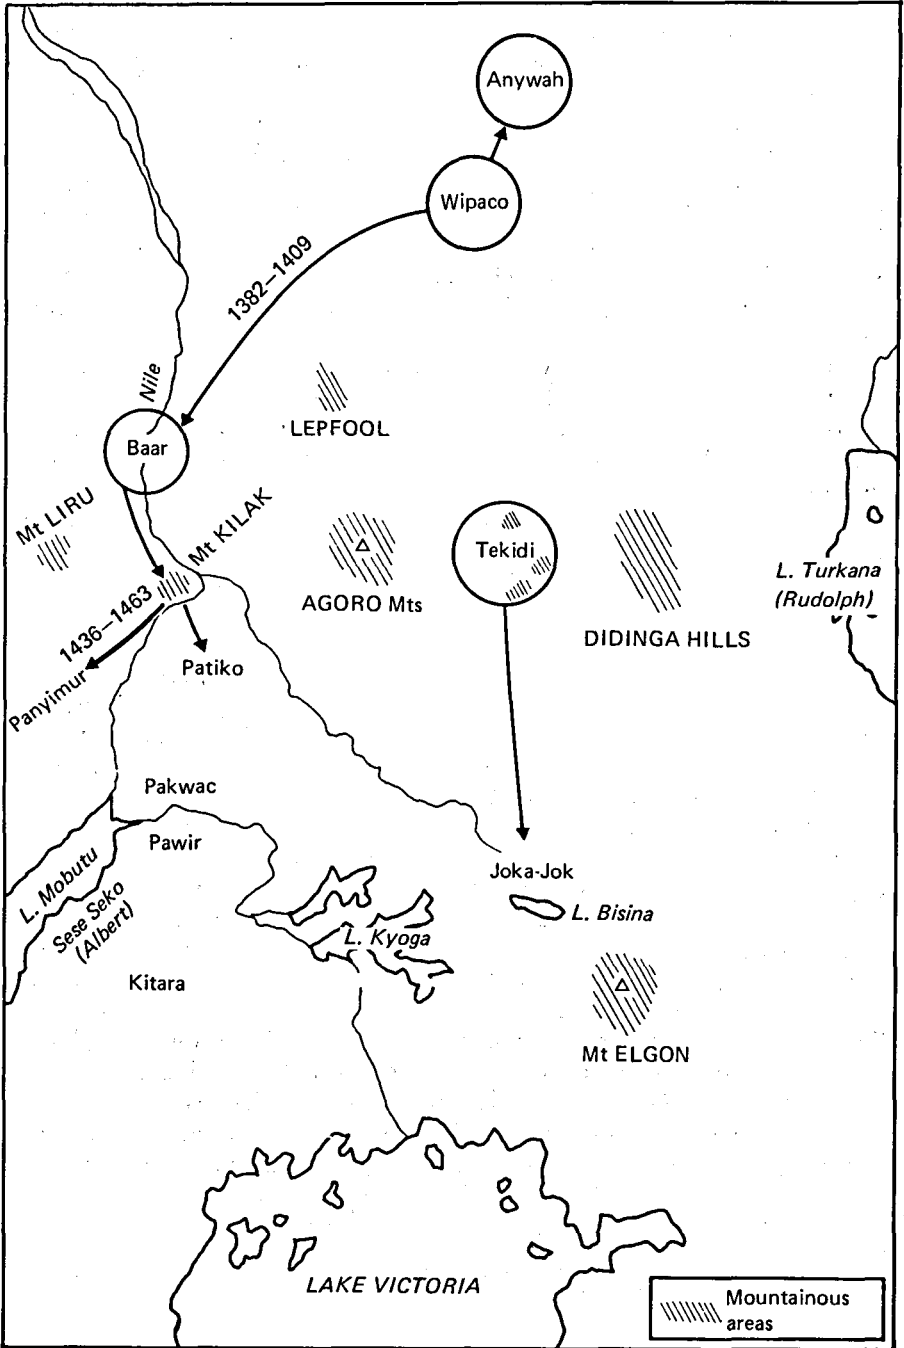 Anywah
Wipaco
1382–1409
Nile
LEPFOOL
Baar
Mt LIRU
Mt KILAK
Tekidi
AGORO Mts
L. Turkana
(Rudolph)
DIDINGA HILLS
1436–1463
Patiko
Panyimur
Pakwac
Pawir
L. Mobutu
Sese Seko
(Albert)
Joka-Jok
L. Bisina
L. Kyoga
Kitara
Mt ELGON
LAKE VICTORIA
Mountainous
areas